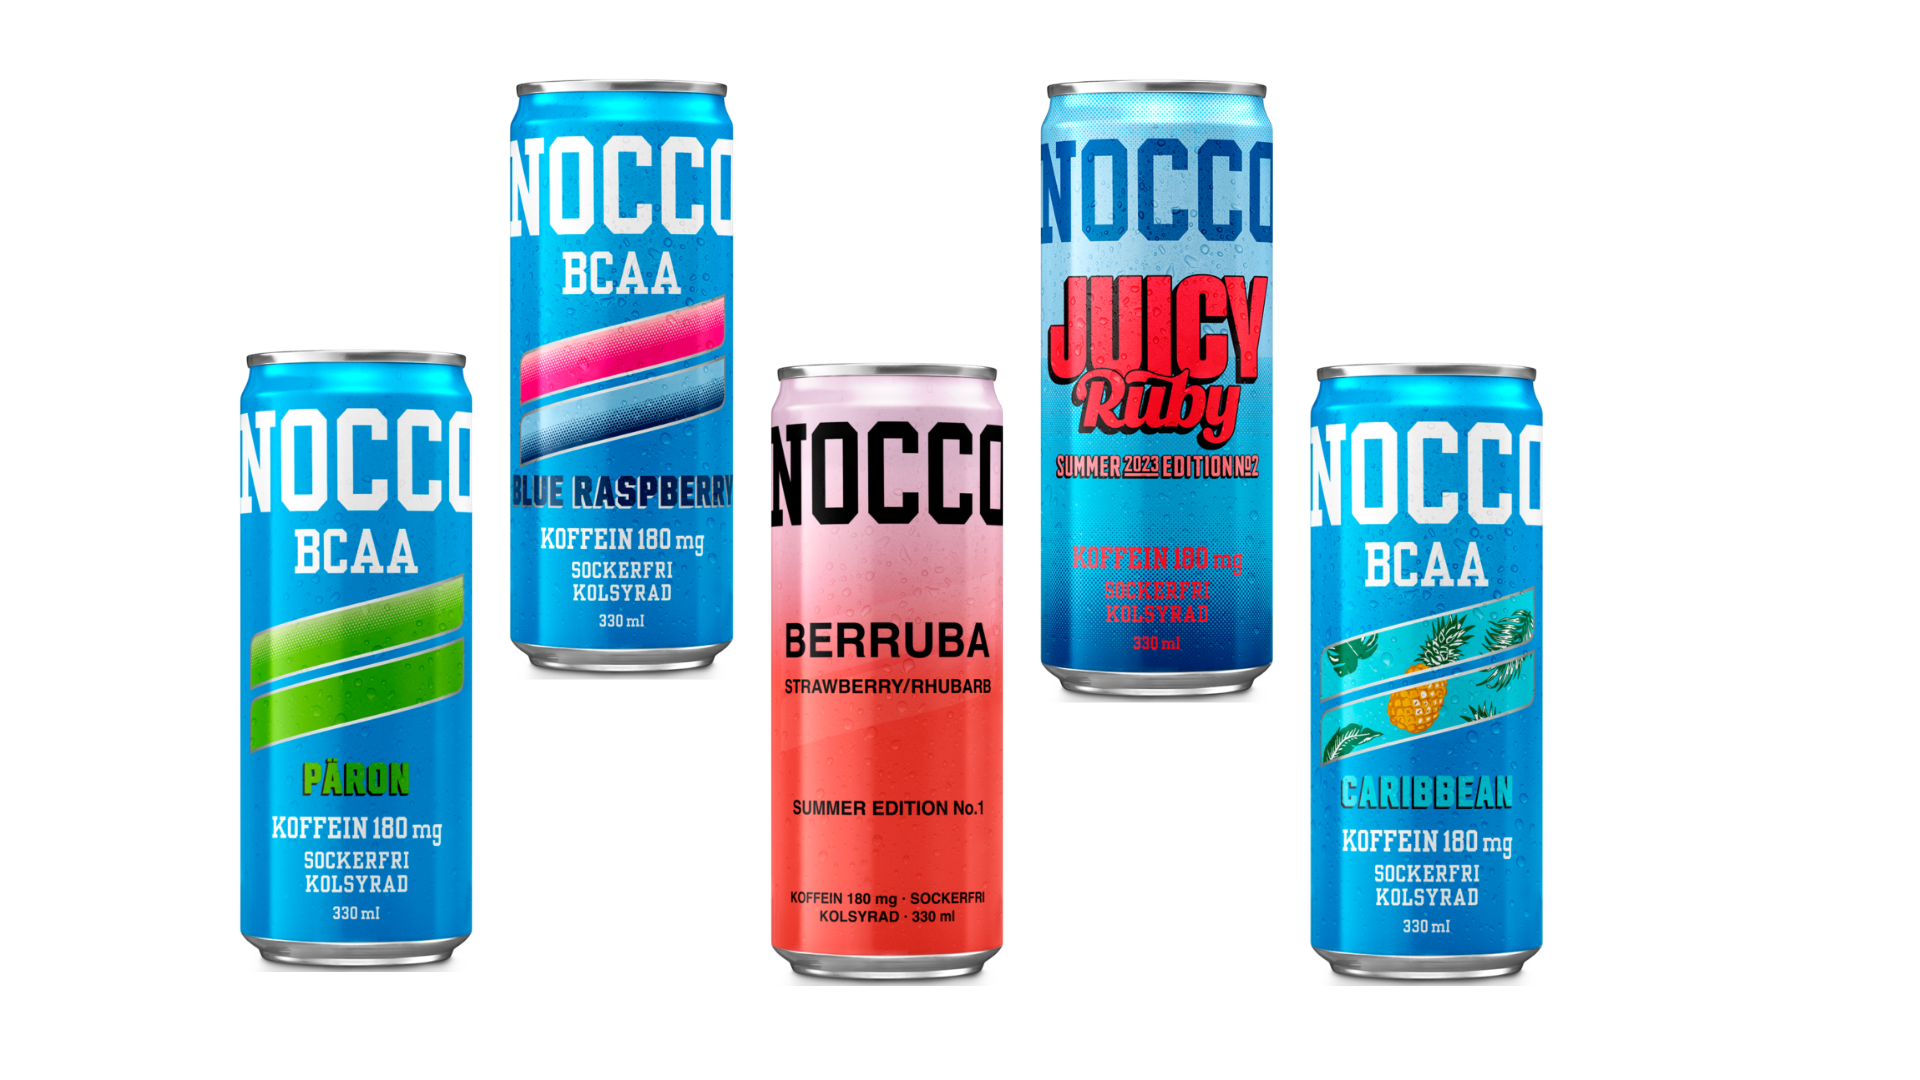 NOCCO
BCAA
PÄRON
KOFFEIN 180 mg
SOCKERFRI
KOLSYRAD
330 ml
NOCCO
BCAA
BLUE RASPBERRY
KOFFEIN 180 mg
SOCKERFRI
KOLSYRAD
330 ml
NOCCO
BERRUBA
STRAWBERRY/RHUBARB
SUMMER EDITION No.1
KOFFEIN 180 mg · SOCKERFRI
KOLSYRAD · 330 ml
NOCCO
JUICY
Ruby
SUMMER 2023 EDITION Nº2
KOFFEIN 180 mg
SOCKERFRI
KOLSYRAD
330 ml
NOCCO
BCAA
CARIBBEAN
KOFFEIN 180 mg
SOCKERFRI
KOLSYRAD
330 ml